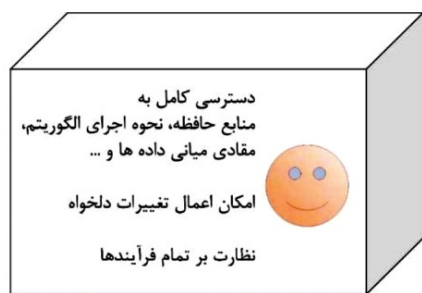 دسترسی کامل به
منابع حافظه، نحوه اجرای الگوریتم،
مقادی میانی داده ها و ...
امکان اعمال تغییرات دلخواه
نظارت بر تمام فرآیندها